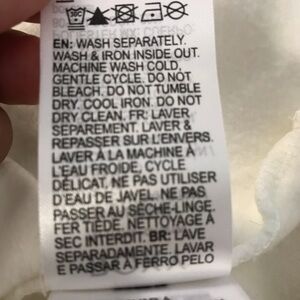 EN: WASH SEPARATELY.
WASH & IRON INSIDE OUT.
MACHINE WASH COLD,
GENTLE CYCLE. DO NOT
BLEACH. DO NOT TUMBLE
DRY. COOL IRON. DO NOT
DRY CLEAN. FR: LAVER
SEPAREMENT. LAVER &
REPASSER SUR L'ENVERS.
LAVER À LA MACHINE À
L'EAU FROIDE, CYCLE
DÉLICAT. NE PAS UTILISER
D'EAU DE JAVEL. NE PAS
PASSER AU SÈCHE-LINGE.
FER TIÈDE. NETTOYAGE À
SEC INTERDIT. BR: LAVE
SEPARADAMENTE. LAVAR
E PASSAR A FERRO PELO